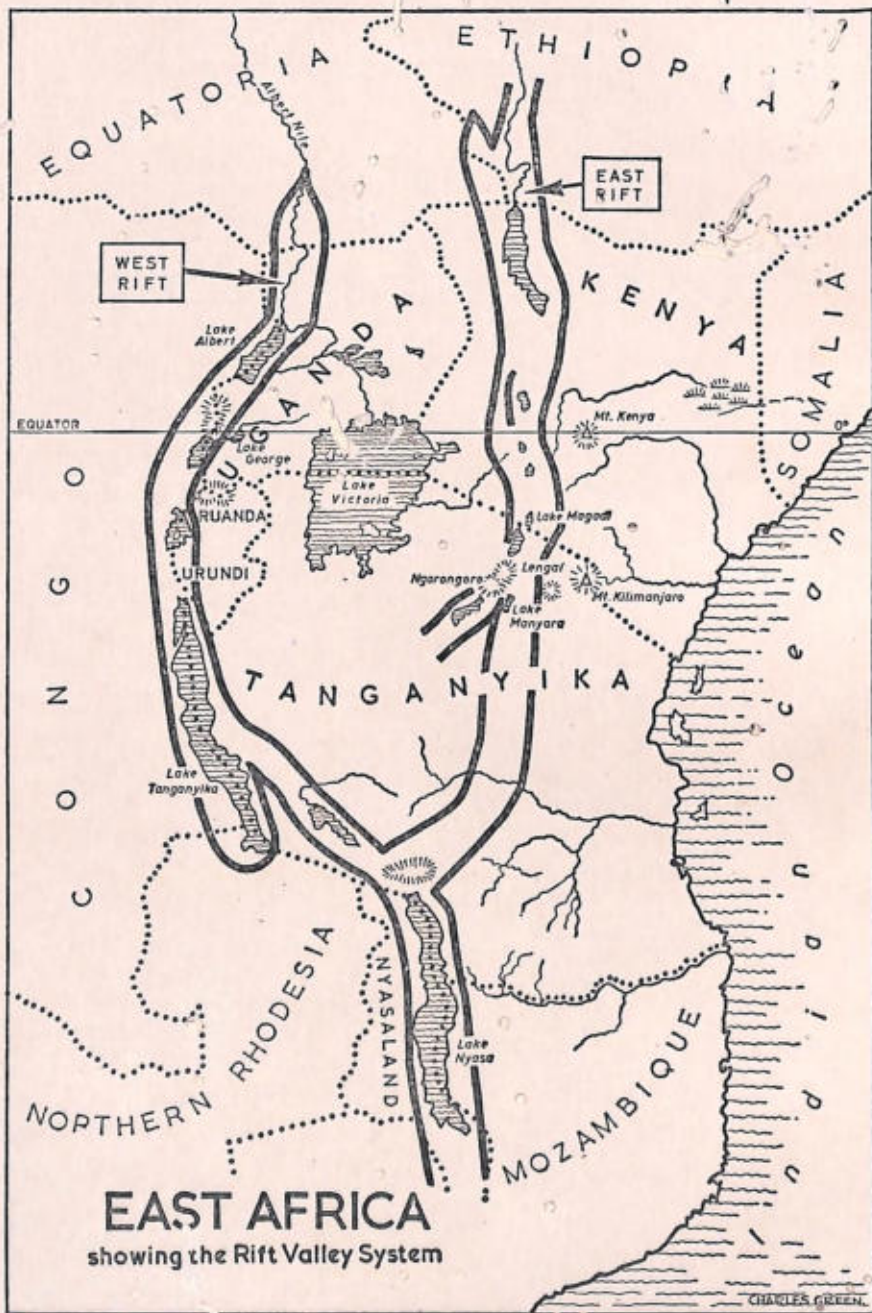 ETHIOPIA
EQUATORIA
Albert Nile
EAST
RIFT
WEST
RIFT
KENYA
SOMALIA
Lake
Albert
UGANDA
EQUATOR
0°
Mt. Kenya
Lake
George
Lake
Victoria
RUANDA
Lake Magadi
URUNDI
Ngorongoro
Lengai
Mt. Kilimanjaro
Lake
Manyara
CONGO
TANGANYIKA
Indian Ocean
Lake
Tanganyika
NORTHERN RHODESIA
NYASALAND
Lake
Nyasa
MOZAMBIQUE
EAST AFRICA
showing the Rift Valley System
CHARLES GREEN.